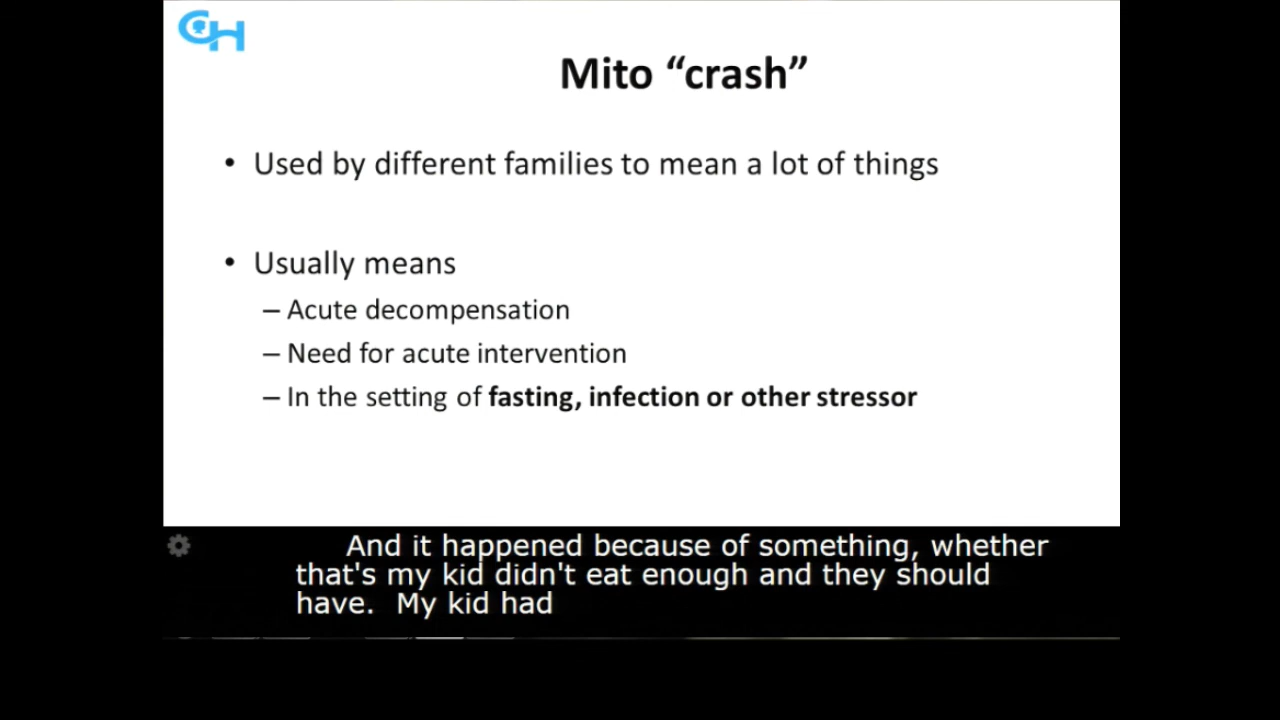 CH
Mito “crash”
• Used by different families to mean a lot of things
• Usually means
– Acute decompensation
– Need for acute intervention
– In the setting of fasting, infection or other stressor
And it happened because of something, whether
that's my kid didn't eat enough and they should
have.  My kid had